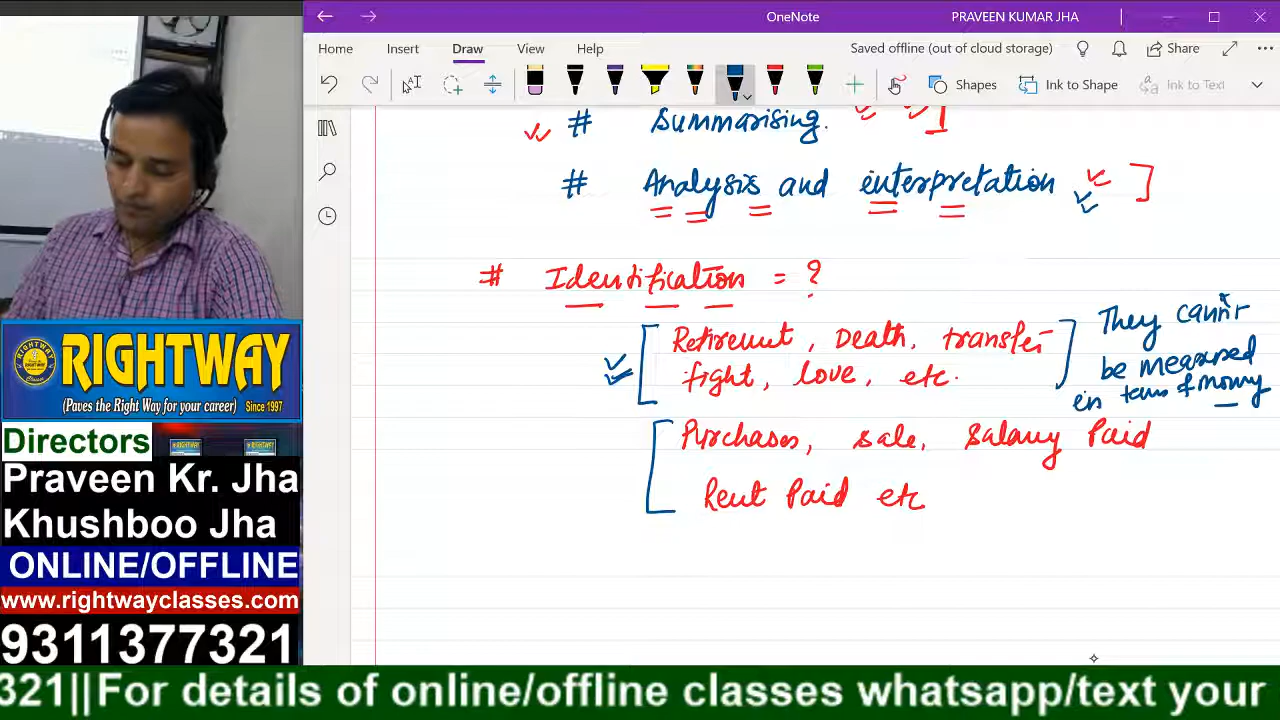 OneNote
PRAVEEN KUMAR JHA
Home Insert Draw View Help
Saved offline (out of cloud storage)
Share
Shapes
Ink to Shape
Ink to Text
# Summarising.
# Analysis and interpretation
# Identification = ?
[ Retirement, Death, transfer
fight, love, etc. ]
They cannot
be measured
in terms of money
[ Purchases, sale, Salary Paid
Rent Paid etc
RIGHTWAY
Classes
(Paves the Right Way for your career) Since 1997
Directors
Praveen Kr. Jha
Khushboo Jha
ONLINE/OFFLINE
www.rightwayclasses.com
9311377321
321||For details of online/offline classes whatsapp/text your